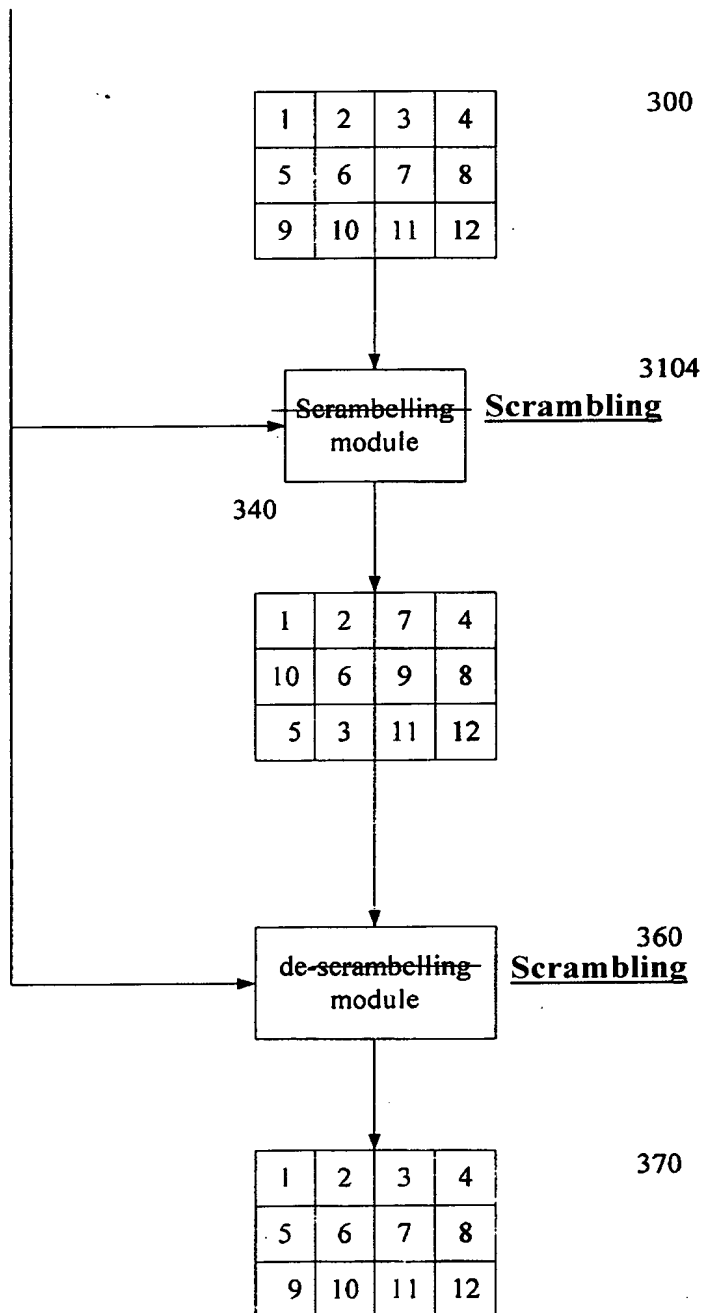 300
1 2 3 4
5 6 7 8
9 10 11 12
3104
Scrambelling Scrambling
module
340
1 2 7 4
10 6 9 8
5 3 11 12
360
de-scrambelling Scrambling
module
370
1 2 3 4
5 6 7 8
9 10 11 12